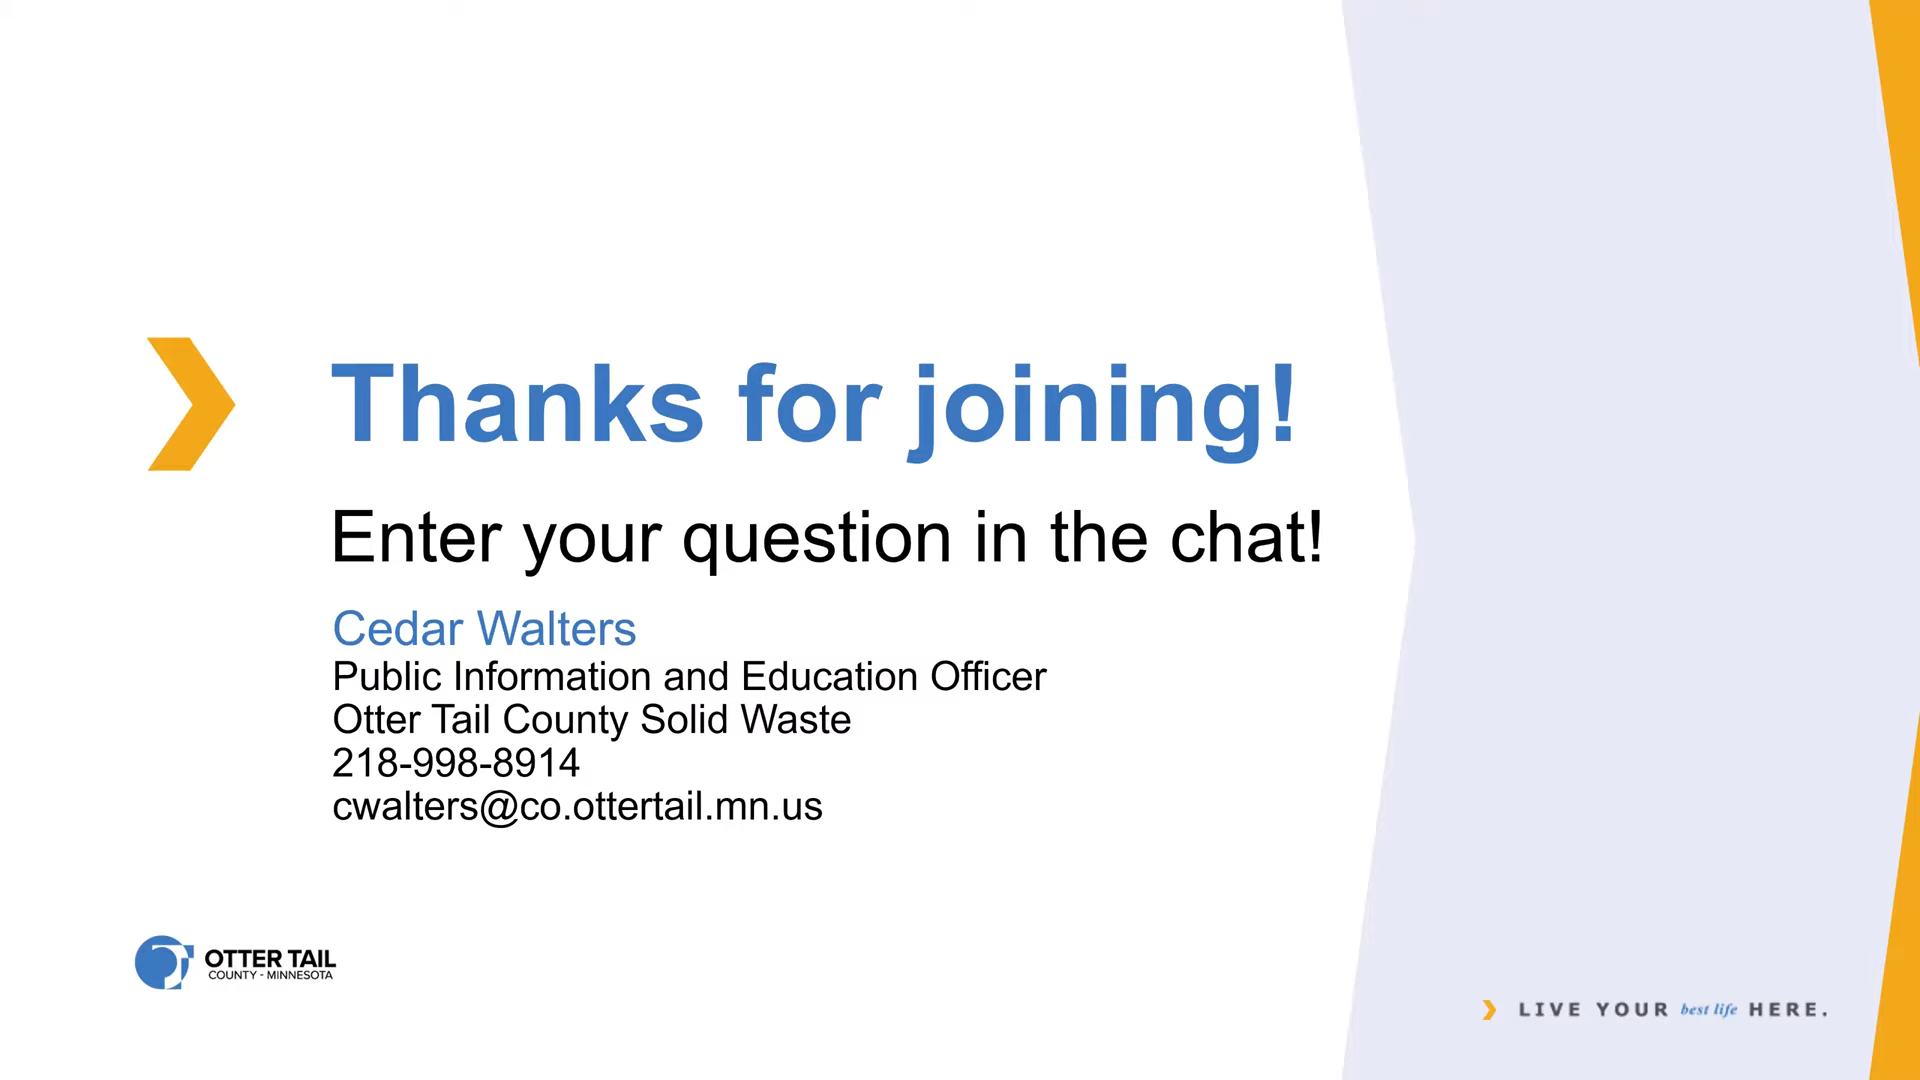 Thanks for joining!
Enter your question in the chat!
Cedar Walters
Public Information and Education Officer
Otter Tail County Solid Waste
218-998-8914
cwalters@co.ottertail.mn.us
OTTER TAIL
COUNTY - MINNESOTA
LIVE YOUR best life HERE.